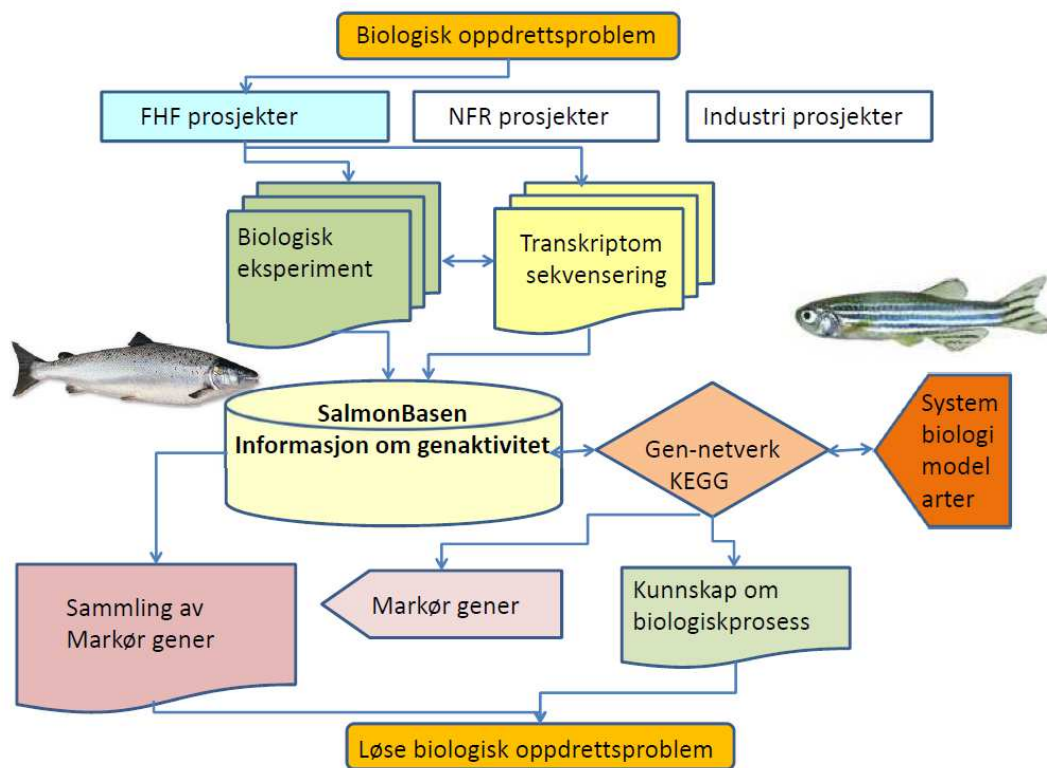 Biologisk oppdrettsproblem
FHF prosjekter
NFR prosjekter
Industri prosjekter
Biologisk
eksperiment
Transkriptom
sekvensering
SalmonBasen
Informasjon om genaktivitet
Gen-netverk
KEGG
System
biologi
model
arter
Sammling av
Markør gener
Markør gener
Kunnskap om
biologiskprosess
Løse biologisk oppdrettsproblem